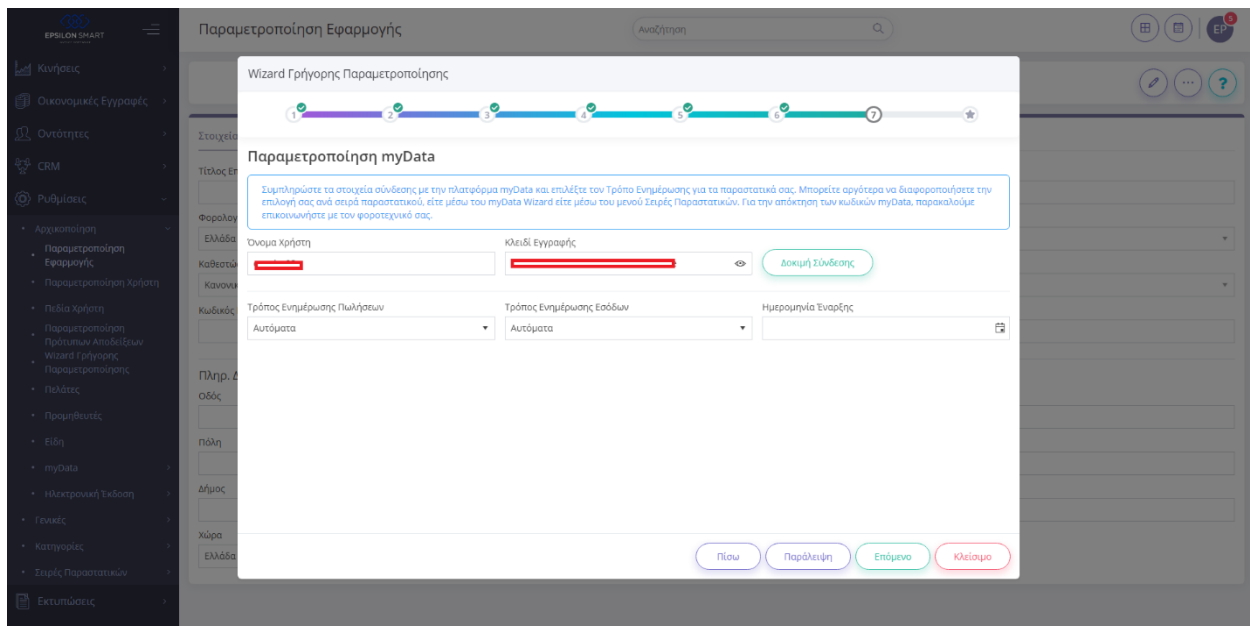 EPSILON SMART
Παραμετροποίηση Εφαρμογής
Αναζήτηση
EP
5
Κινήσεις
Οικονομικές Εγγραφές
Οντότητες
CRM
Ρυθμίσεις
Αρχικοποίηση
Παραμετροποίηση
Εφαρμογής
Παραμετροποίηση Χρήστη
Πεδία Χρήστη
Παραμετροποίηση
Πρότυπων Αποδείξεων
Wizard Γρήγορης
Παραμετροποίησης
Πελάτες
Προμηθευτές
Είδη
myData
Ηλεκτρονική Έκδοση
Γενικές
Κατηγορίες
Σειρές Παραστατικών
Εκτυπώσεις
?
Στοιχεία
Τίτλος Επ
Φορολογ
Ελλάδα
Καθεστώ
Κανονικ
Κωδικός
Πληρ. Δ
Οδός
Πόλη
Δήμος
Χώρα
Ελλάδα
Wizard Γρήγορης Παραμετροποίησης
1 2 3 4 5 6 7
Παραμετροποίηση myData
Συμπληρώστε τα στοιχεία σύνδεσης με την πλατφόρμα myData και επιλέξτε τον Τρόπο Ενημέρωσης για τα παραστατικά σας. Μπορείτε αργότερα να διαφοροποιήσετε την
επιλογή σας ανά σειρά παραστατικού, είτε μέσω του myData Wizard είτε μέσω του μενού Σειρές Παραστατικών. Για την απόκτηση των κωδικών myData, παρακαλούμε
επικοινωνήστε με τον φοροτεχνικό σας.
Όνομα Χρήστη
Κλειδί Εγγραφής
Δοκιμή Σύνδεσης
Τρόπος Ενημέρωσης Πωλήσεων
Τρόπος Ενημέρωσης Εσόδων
Ημερομηνία Έναρξης
Αυτόματα
Αυτόματα
Πίσω
Παράλειψη
Επόμενο
Κλείσιμο